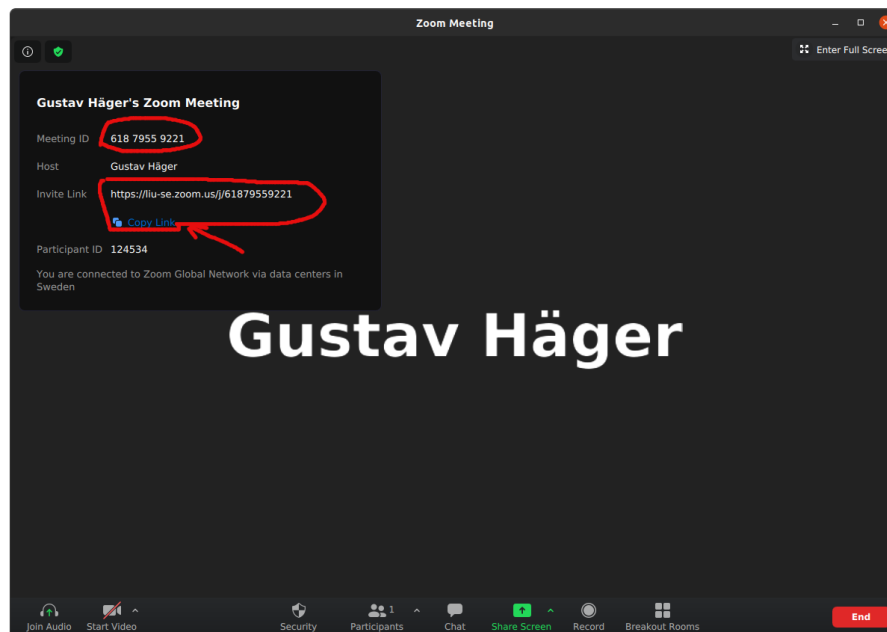 Zoom Meeting
Enter Full Scree
Gustav Häger's Zoom Meeting
Meeting ID 618 7955 9221
Host Gustav Häger
Invite Link https://liu-se.zoom.us/j/61879559221
Copy Link
Participant ID 124534
You are connected to Zoom Global Network via data centers in
Sweden
Gustav Häger
Join Audio Start Video Security Participants 1 Chat Share Screen Record Breakout Rooms End